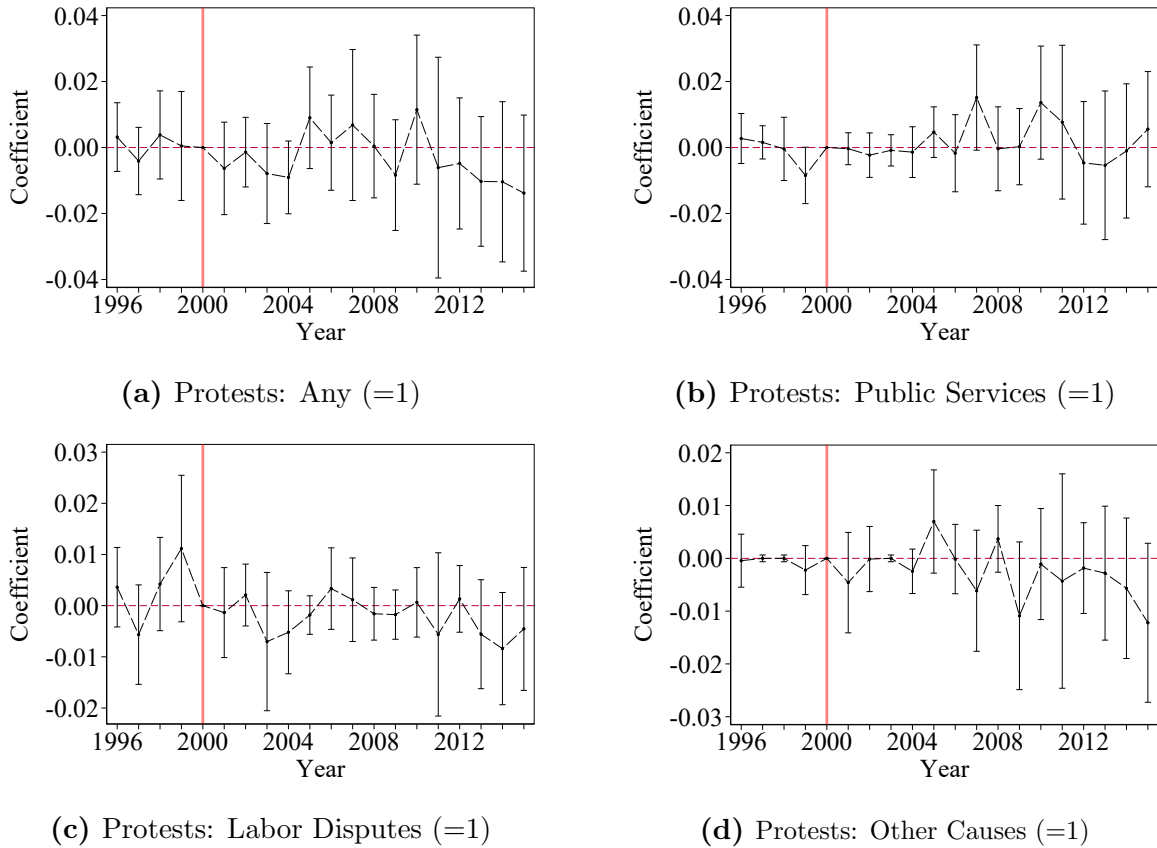 0.04
0.02
0.00
-0.02
-0.04
Coefficient
1996 2000 2004 2008 2012
Year
(a) Protests: Any (=1)
0.04
0.02
0.00
-0.02
-0.04
Coefficient
1996 2000 2004 2008 2012
Year
(b) Protests: Public Services (=1)
0.03
0.02
0.01
0.00
-0.01
-0.02
Coefficient
1996 2000 2004 2008 2012
Year
(c) Protests: Labor Disputes (=1)
0.02
0.01
0.00
-0.01
-0.02
-0.03
Coefficient
1996 2000 2004 2008 2012
Year
(d) Protests: Other Causes (=1)